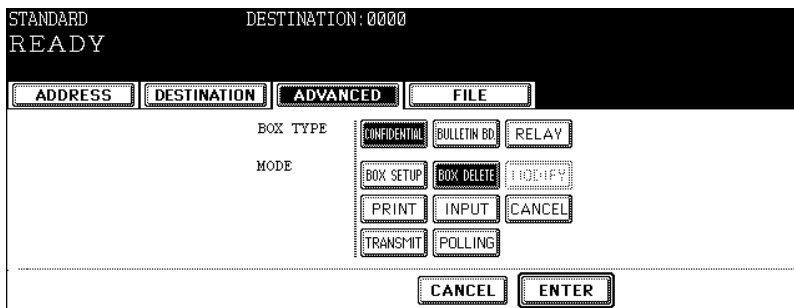 STANDARD DESTINATION:0000
READY
ADDRESS DESTINATION ADVANCED FILE
BOX TYPE CONFIDENTIAL BULLETIN BD. RELAY
MODE BOX SETUP BOX DELETE MODIFY
PRINT INPUT CANCEL
TRANSMIT POLLING
CANCEL ENTER